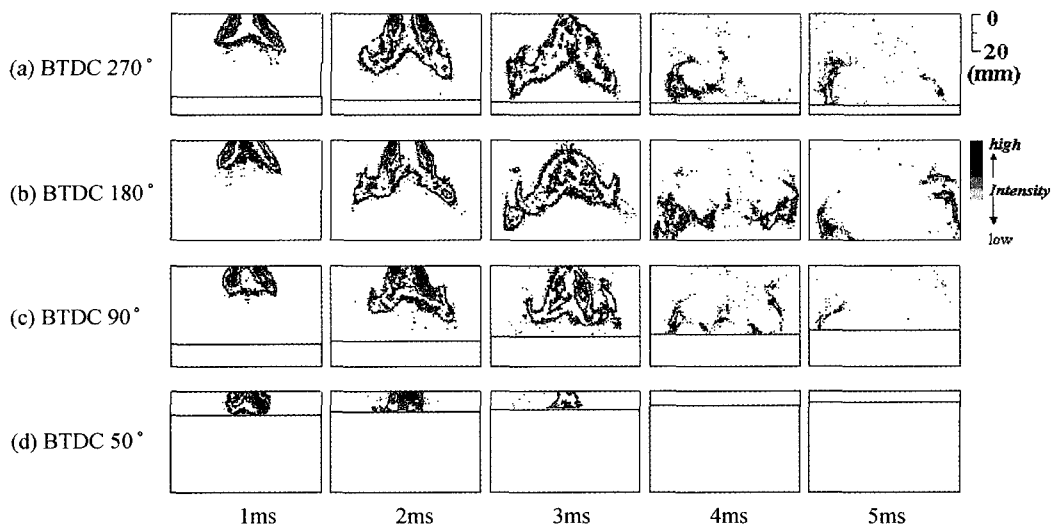 (a) BTDC 270°
0
20
(mm)
(b) BTDC 180°
high
Intensity
low
(c) BTDC 90°
(d) BTDC 50°
1ms 2ms 3ms 4ms 5ms